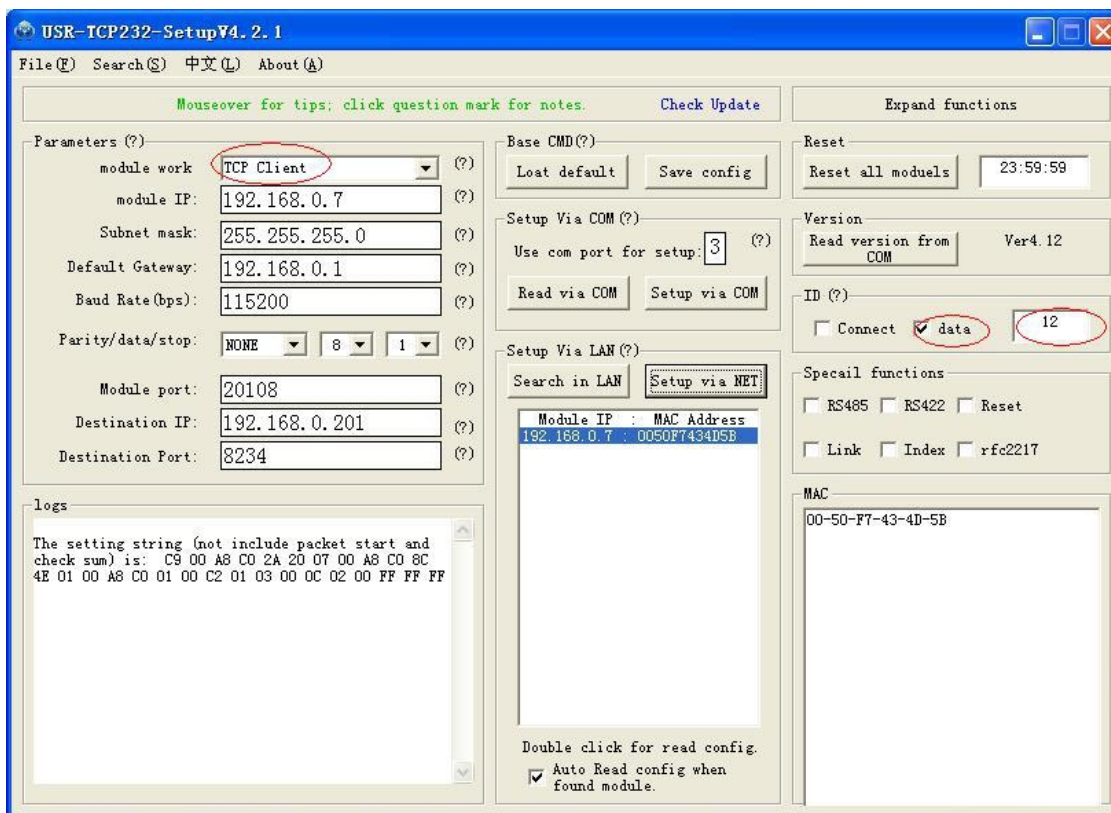 USR-TCP232-SetupV4.2.1
File(F) Search(S) 中文(L) About(A)
Mouseover for tips; click question mark for notes. Check Update
Expand functions
Parameters (?)
module work TCP Client (?)
module IP: 192.168.0.7 (?)
Subnet mask: 255.255.255.0 (?)
Default Gateway: 192.168.0.1 (?)
Baud Rate(bps): 115200 (?)
Parity/data/stop: NONE 8 1 (?)
Module port: 20108 (?)
Destination IP: 192.168.0.201 (?)
Destination Port: 8234 (?)
logs
The setting string (not include packet start and
check sum) is: C9 00 A8 C0 2A 20 07 00 A8 C0 8C
4E 01 00 A8 C0 01 00 C2 01 03 00 0C 02 00 FF FF FF
Base CMD(?)
Loat default Save config
Setup Via COM (?)
Use com port for setup: 3 (?)
Read via COM Setup via COM
Setup Via LAN (?)
Search in LAN Setup via NET
Module IP : MAC Address
192.168.0.7 : 0050F7434D5B
Double click for read config.
Auto Read config when
found module.
Reset
Reset all moduels 23:59:59
Version
Read version from
COM
Ver4.12
ID (?)
Connect data 12
Specail functions
RS485 RS422 Reset
Link Index rfc2217
MAC
00-50-F7-43-4D-5B